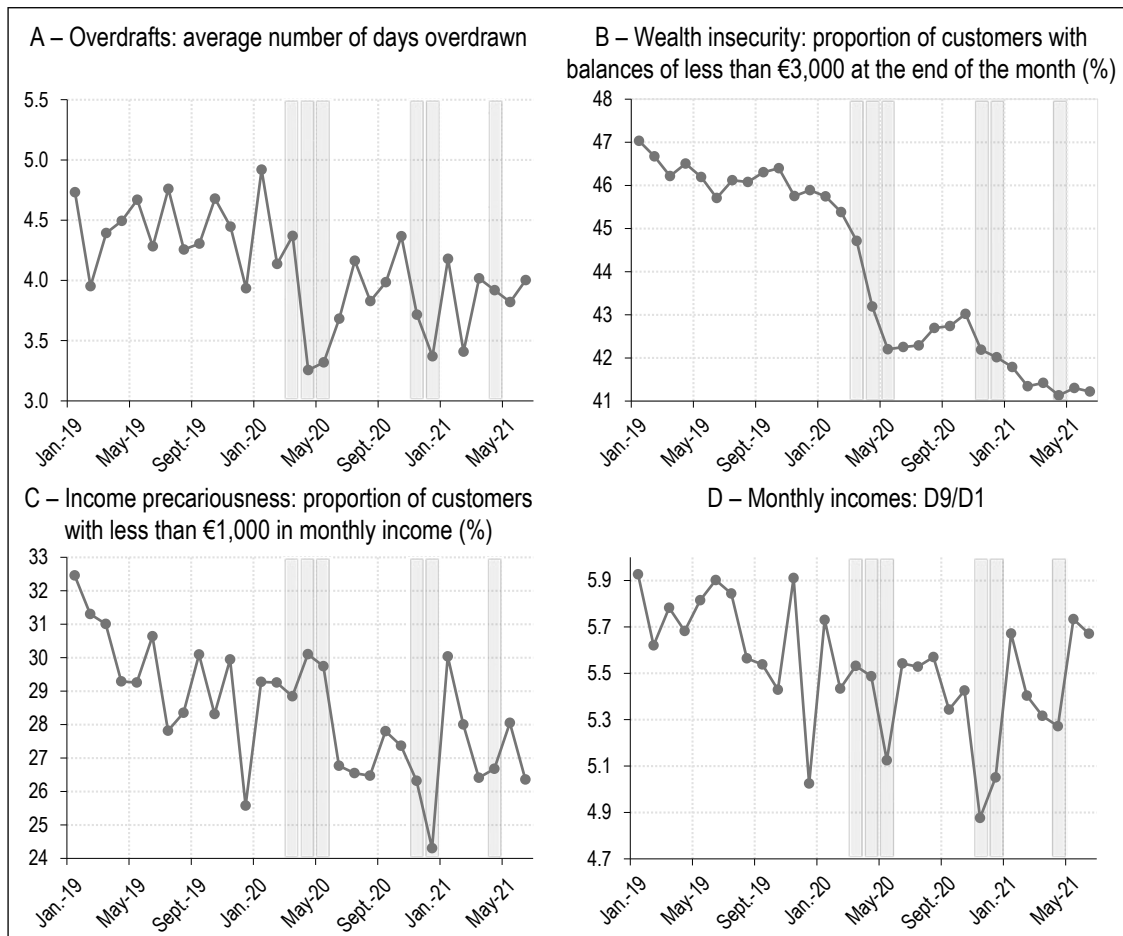 A – Overdrafts: average number of days overdrawn
5.5
5.0
4.5
4.0
3.5
3.0
Jan.-19
May-19
Sept.-19
Jan.-20
May-20
Sept.-20
Jan.-21
May-21
B – Wealth insecurity: proportion of customers with
balances of less than €3,000 at the end of the month (%)
48
47
46
45
44
43
42
41
Jan.-19
May-19
Sept.-19
Jan.-20
May-20
Sept.-20
Jan.-21
May-21
C – Income precariousness: proportion of customers
with less than €1,000 in monthly income (%)
33
32
31
30
29
28
27
26
25
24
Jan.-19
May-19
Sept.-19
Jan.-20
May-20
Sept.-20
Jan.-21
May-21
D – Monthly incomes: D9/D1
5.9
5.7
5.5
5.3
5.1
4.9
4.7
Jan.-19
May-19
Sept.-19
Jan.-20
May-20
Sept.-20
Jan.-21
May-21